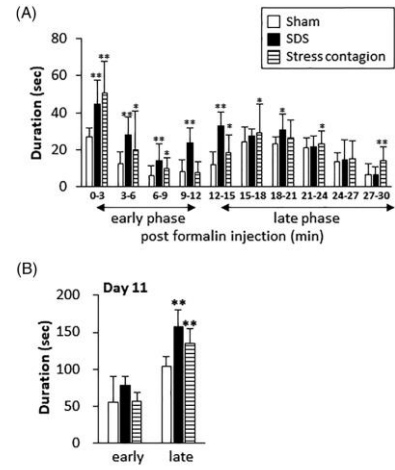 (A)
Sham
SDS
Stress contagion
Duration (sec)
80
60
40
20
0
** ** ** * ** * ** ** * * * * **
0-3 3-6 6-9 9-12 12-15 15-18 18-21 21-24 24-27 27-30
early phase late phase
post formalin injection (min)
(B)
Day 11
Duration (sec)
200
150
100
50
0
** **
early late